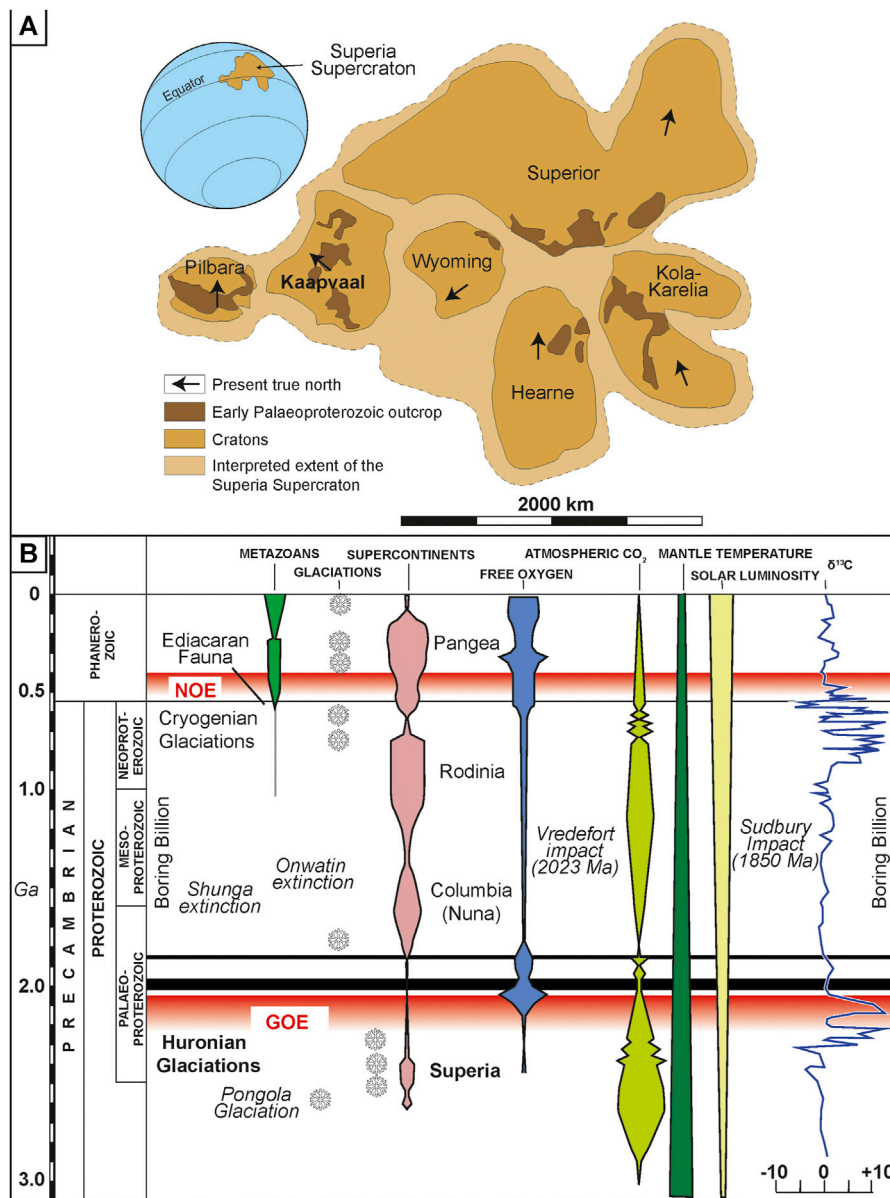 A
Superia
Supercraton
Equator
Superior
Pilbara
Kaapvaal
Wyoming
Kola-
Karelia
Hearne
Present true north
Early Palaeoproterozoic outcrop
Cratons
Interpreted extent of the
Superia Supercraton
2000 km
B
METAZOANS
SUPERCONTINENTS
ATMOSPHERIC CO2
MANTLE TEMPERATURE
GLACIATIONS
FREE OXYGEN
SOLAR LUMINOSITY
δ13C
0
0.5
1.0
Ga
2.0
3.0
PRECAMBRIAN
PHANERO-
ZOIC
PROTEROZOIC
NEOPROT-
EROZOIC
MESO-
PROTEROZOIC
PALAEO-
PROTEROZOIC
Ediacaran
Fauna
Pangea
NOE
Cryogenian
Glaciations
Rodinia
Boring Billion
Shunga
extinction
Onwatin
extinction
Columbia
(Nuna)
Vredefort
impact
(2023 Ma)
Sudbury
Impact
(1850 Ma)
Boring Billion
GOE
Huronian
Glaciations
Superia
Pongola
Glaciation
-10 0 +10